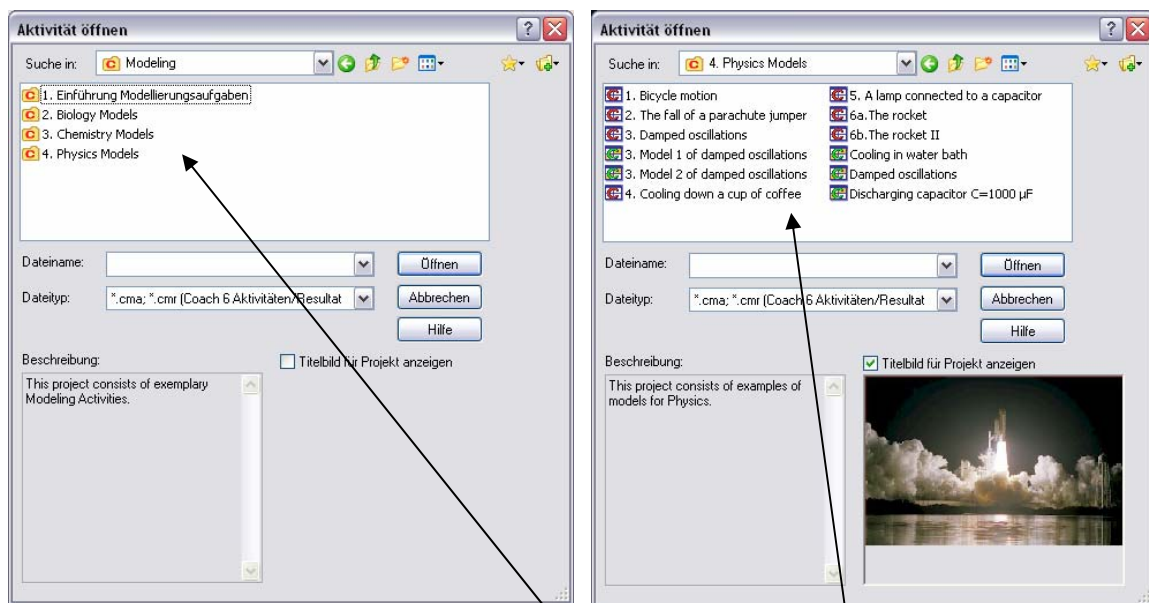 Aktivität öffnen
Suche in: Modeling
1. Einführung Modellierungsaufgaben
2. Biology Models
3. Chemistry Models
4. Physics Models
Dateiname: Öffnen
Dateityp: *.cma; *.cmr (Coach 6 Aktivitäten/Resultat Abbrechen
Hilfe
Beschreibung: Titelbild für Projekt anzeigen
This project consists of exemplary
Modeling Activities.
Aktivität öffnen
Suche in: 4. Physics Models
1. Bicycle motion
2. The fall of a parachute jumper
3. Damped oscillations
3. Model 1 of damped oscillations
3. Model 2 of damped oscillations
4. Cooling down a cup of coffee
5. A lamp connected to a capacitor
6a.The rocket
6b.The rocket II
Cooling in water bath
Damped oscillations
Discharging capacitor C=1000 µF
Dateiname: Öffnen
Dateityp: *.cma; *.cmr (Coach 6 Aktivitäten/Resultat Abbrechen
Hilfe
Beschreibung: Titelbild für Projekt anzeigen
This project consists of examples of
models for Physics.